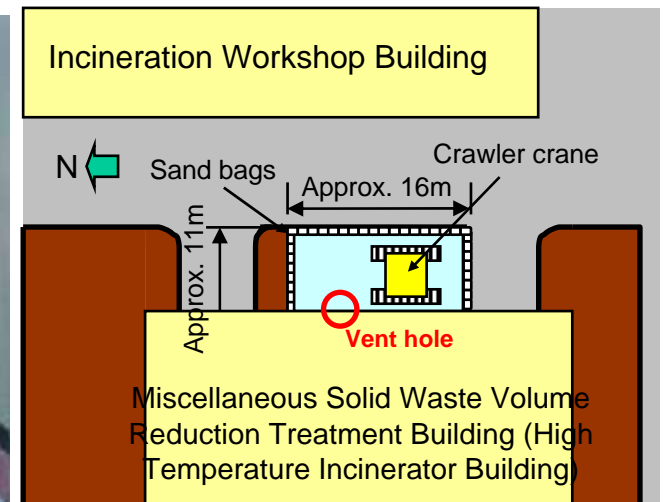 Incineration Workshop Building
N
Sand bags
Crawler crane
Approx. 16m
Approx. 11m
Vent hole
Miscellaneous Solid Waste Volume
Reduction Treatment Building (High
Temperature Incinerator Building)